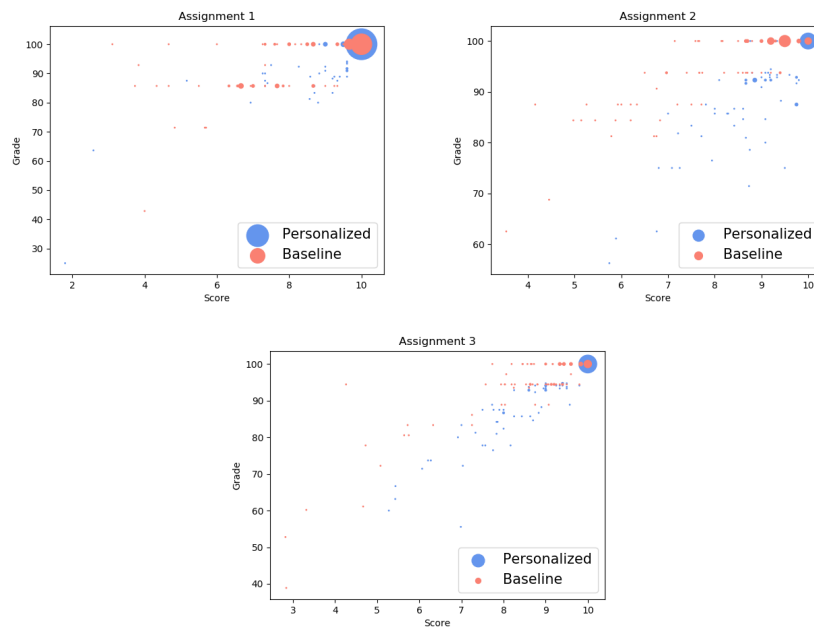 Assignment 1
100
90
80
70
60
50
40
30
Grade
2
4
6
8
10
Score
Personalized
Baseline
Assignment 2
100
90
80
70
60
Grade
4
5
6
7
8
9
10
Score
Personalized
Baseline
Assignment 3
100
90
80
70
60
50
40
Grade
3
4
5
6
7
8
9
10
Score
Personalized
Baseline